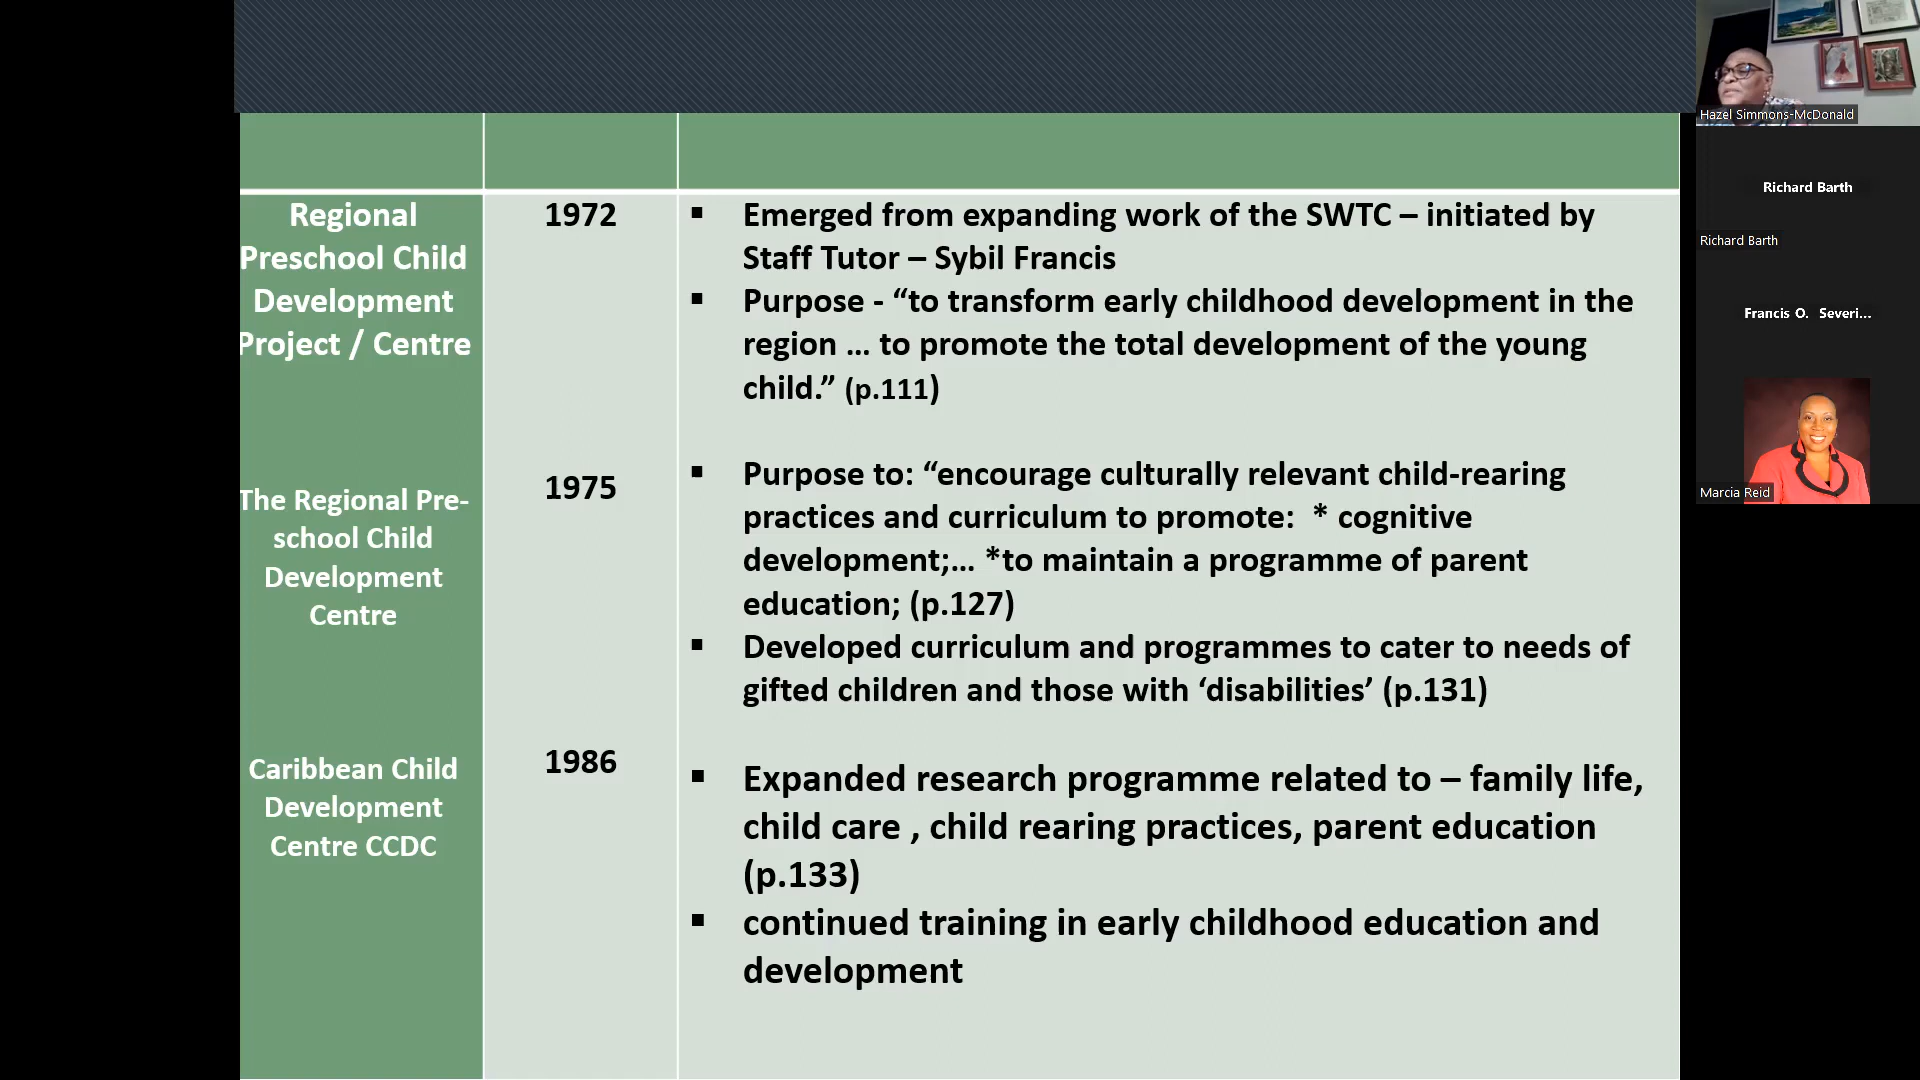 Regional
Preschool Child
Development
Project / Centre
1972
▪ Emerged from expanding work of the SWTC – initiated by
Staff Tutor – Sybil Francis
▪ Purpose - “to transform early childhood development in the
region … to promote the total development of the young
child.” (p.111)
The Regional Pre-
school Child
Development
Centre
1975
▪ Purpose to: “encourage culturally relevant child-rearing
practices and curriculum to promote:  * cognitive
development;… *to maintain a programme of parent
education; (p.127)
▪ Developed curriculum and programmes to cater to needs of
gifted children and those with ‘disabilities’ (p.131)
Caribbean Child
Development
Centre CCDC
1986
▪ Expanded research programme related to – family life,
child care , child rearing practices, parent education
(p.133)
▪ continued training in early childhood education and
development
Hazel Simmons-McDonald
Richard Barth
Richard Barth
Francis O. Severi...
Marcia Reid